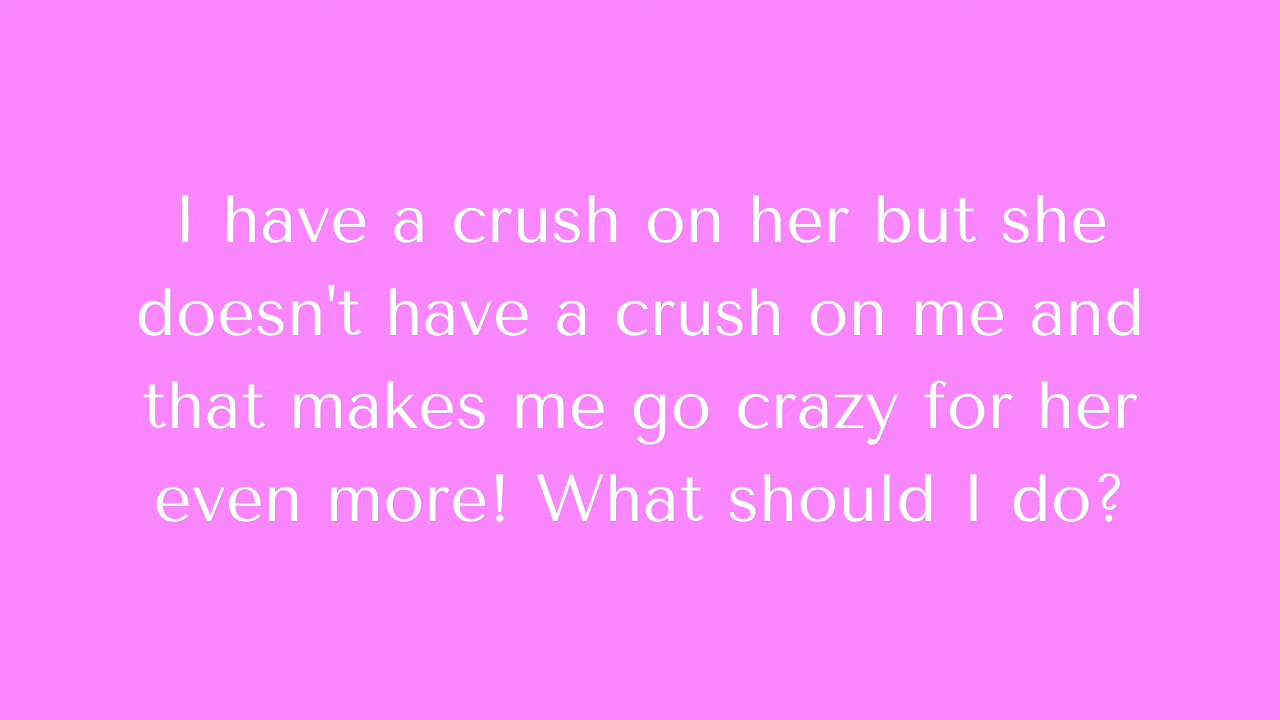 I have a crush on her but she
doesn't have a crush on me and
that makes me go crazy for her
even more! What should I do?